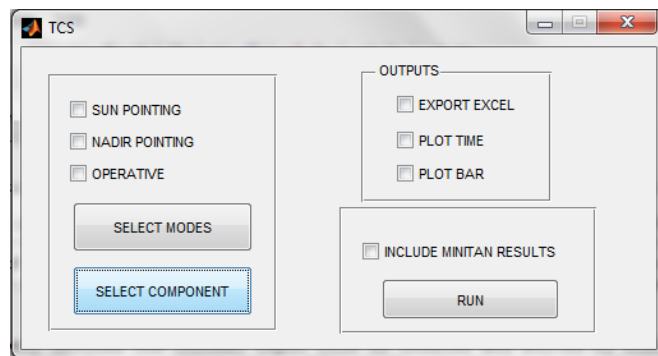 TCS
SUN POINTING
NADIR POINTING
OPERATIVE
SELECT MODES
SELECT COMPONENT
OUTPUTS
EXPORT EXCEL
PLOT TIME
PLOT BAR
INCLUDE MINITAN RESULTS
RUN